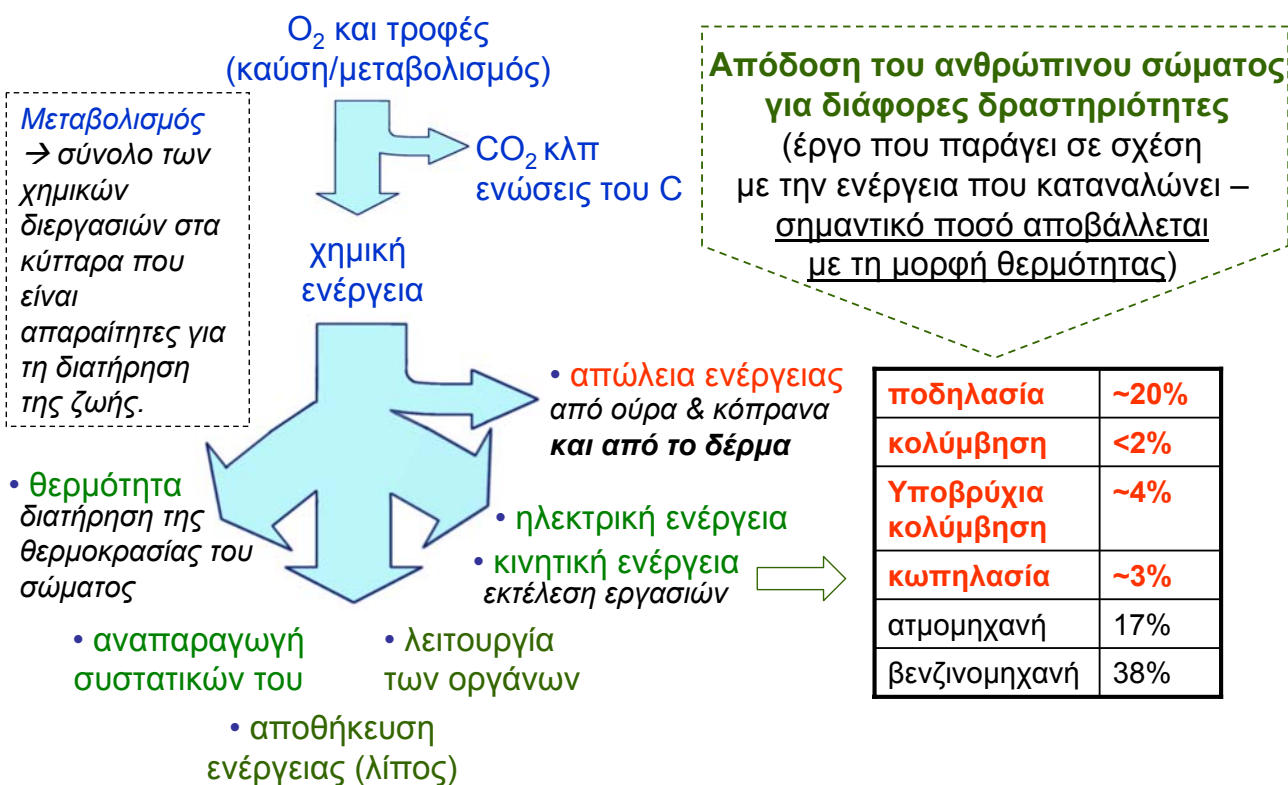 O₂ και τροφές
(καύση/μεταβολισμός)
Μεταβολισμός
→ σύνολο των
χημικών
διεργασιών στα
κύτταρα που
είναι
απαραίτητες για
τη διατήρηση
της ζωής.
CO₂ κλπ
ενώσεις του C
χημική
ενέργεια
• απώλεια ενέργειας
από ούρα & κόπρανα
και από το δέρμα
• θερμότητα
διατήρηση της
θερμοκρασίας του
σώματος
• ηλεκτρική ενέργεια
• κινητική ενέργεια
εκτέλεση εργασιών
• αναπαραγωγή
συστατικών του
• λειτουργία
των οργάνων
• αποθήκευση
ενέργειας (λίπος)
Απόδοση του ανθρώπινου σώματος
για διάφορες δραστηριότητες
(έργο που παράγει σε σχέση
με την ενέργεια που καταναλώνει –
σημαντικό ποσό αποβάλλεται
με τη μορφή θερμότητας)
ποδηλασία ~20%
κολύμβηση <2%
Υποβρύχια ~4%
κολύμβηση
κωπηλασία ~3%
ατμομηχανή 17%
βενζινομηχανή 38%